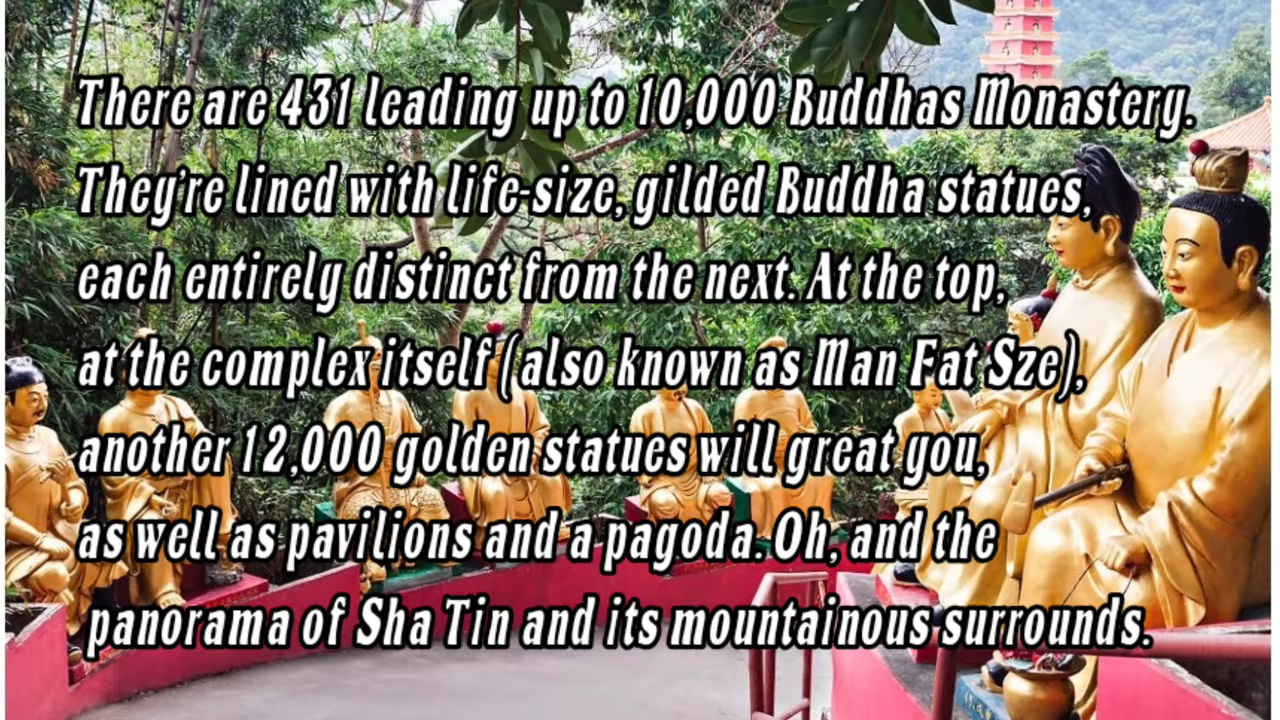 There are 431 leading up to 10,000 Buddhas Monastery.
They're lined with life-size, gilded Buddha statues,
each entirely distinct from the next. At the top,
at the complex itself (also known as Man Fat Sze),
another 12,000 golden statues will great you,
as well as pavilions and a pagoda. Oh, and the
panorama of Sha Tin and its mountainous surrounds.